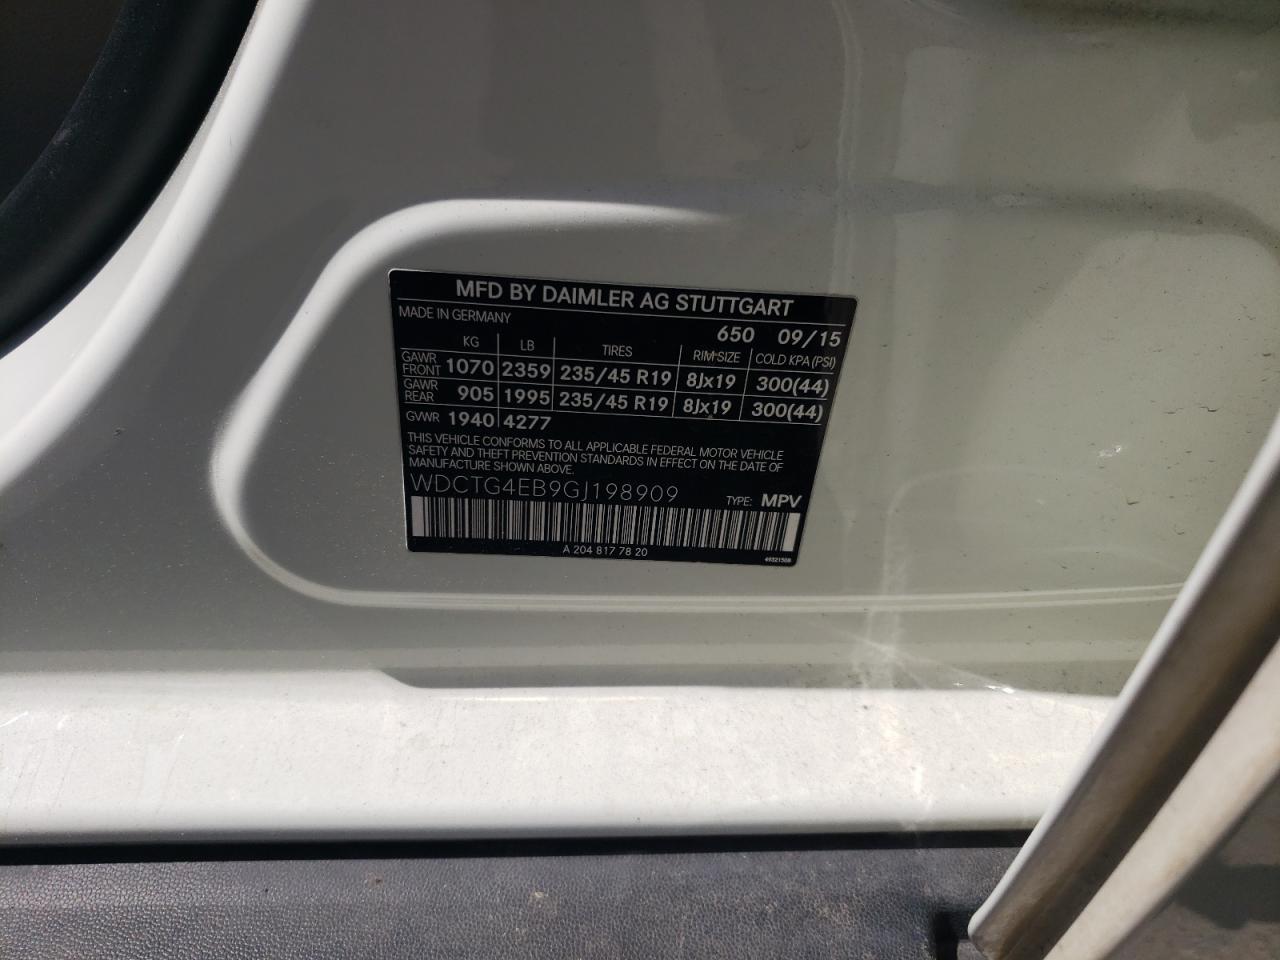 MFD BY DAIMLER AG STUTTGART
MADE IN GERMANY
650 09/15
KG LB TIRES RIM SIZE COLD KPA (PSI)
GAWR FRONT 1070 2359 235/45 R19 8Jx19 300(44)
GAWR REAR 905 1995 235/45 R19 8Jx19 300(44)
GVWR 1940 4277
THIS VEHICLE CONFORMS TO ALL APPLICABLE FEDERAL MOTOR VEHICLE
SAFETY AND THEFT PREVENTION STANDARDS IN EFFECT ON THE DATE OF
MANUFACTURE SHOWN ABOVE.
WDCTG4EB9GJ198909 TYPE: MPV
A 204 817 78 20